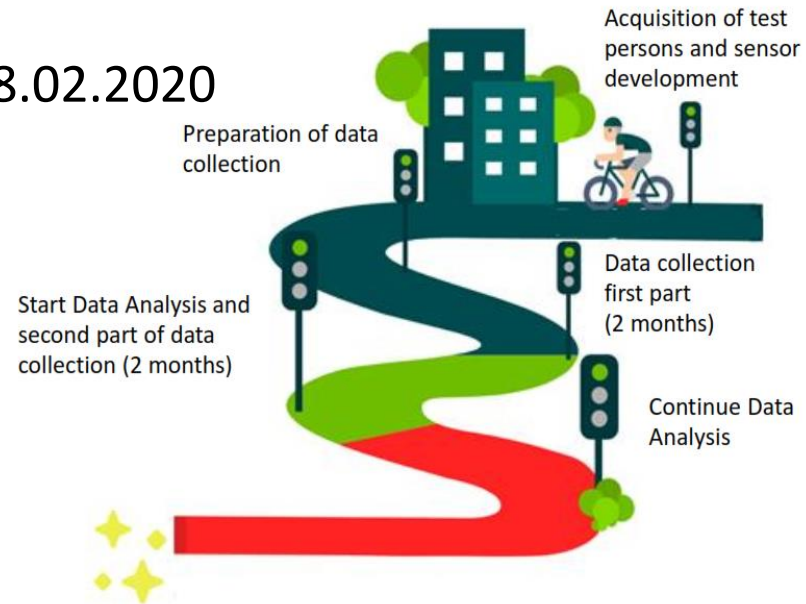 8.02.2020
Acquisition of test
persons and sensor
development
Preparation of data
collection
Data collection
first part
(2 months)
Start Data Analysis and
second part of data
collection (2 months)
Continue Data
Analysis